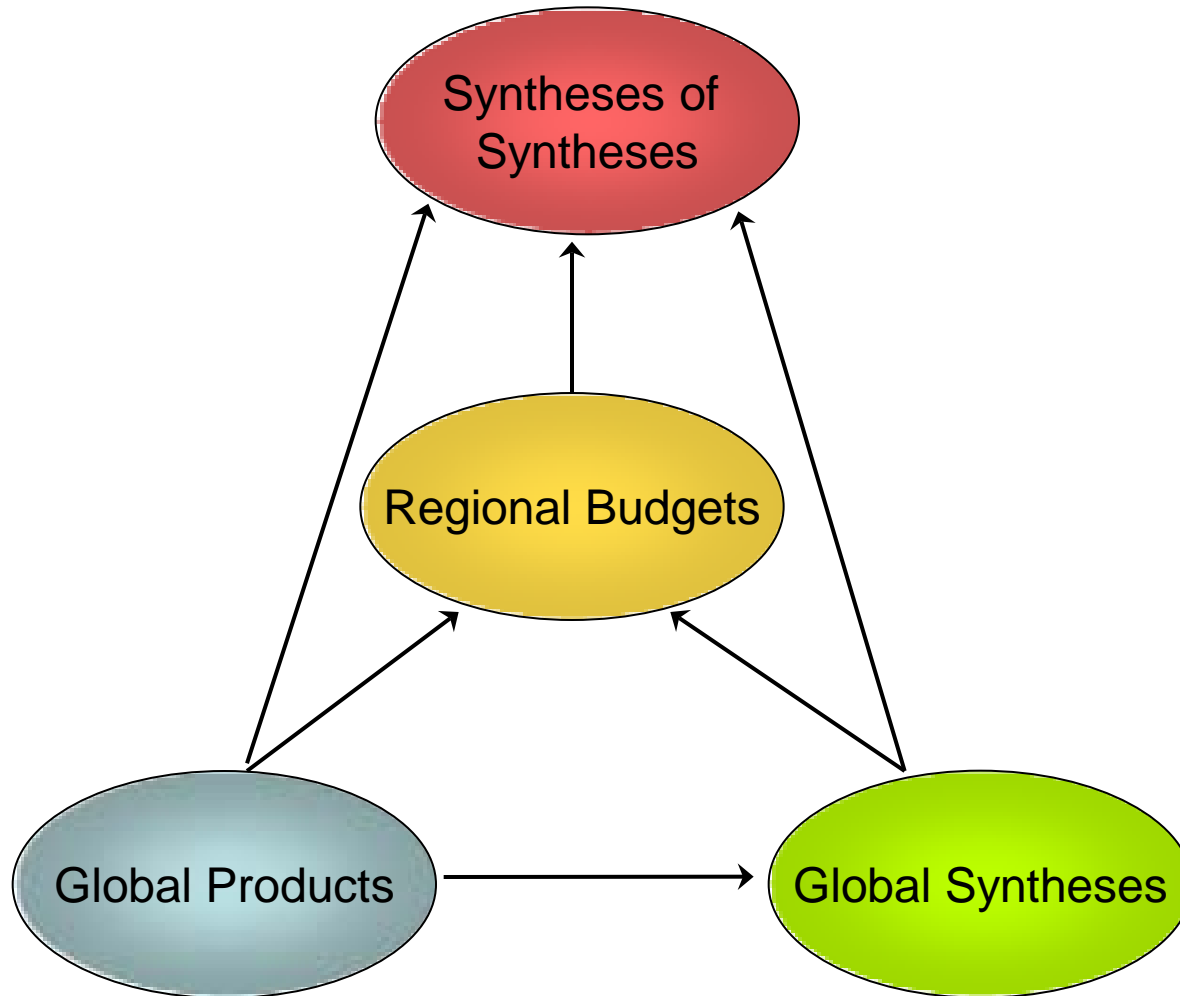 Syntheses of
Syntheses
Regional Budgets
Global Products
Global Syntheses